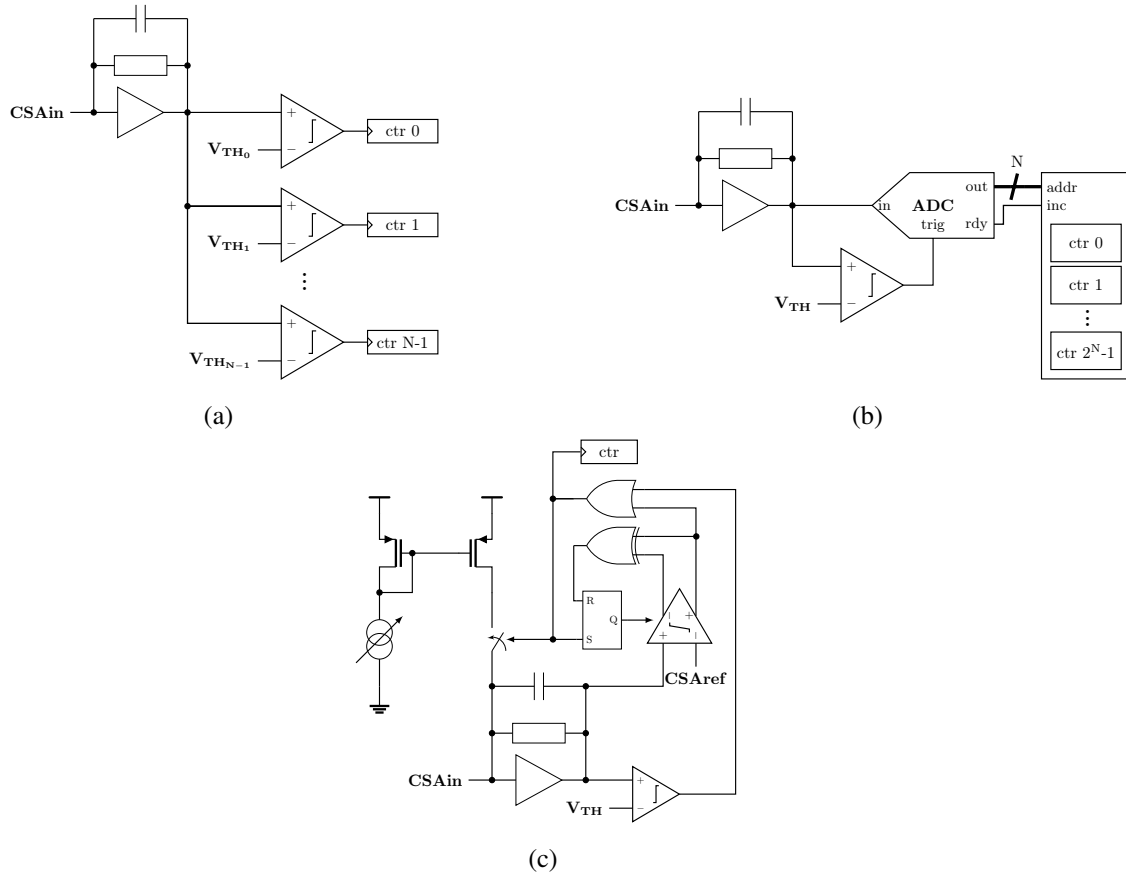 CSAin
+
−
V_TH₀
ctr 0
+
−
V_TH₁
ctr 1
⋮
+
−
V_TH_N−1
ctr N-1
(a)
CSAin
in
ADC
out
trig
rdy
N
addr
inc
+
−
V_TH
ctr 0
ctr 1
⋮
ctr 2^N-1
(b)
ctr
R
S
Q
−
+
+
−
CSAref
CSAin
+
−
V_TH
(c)